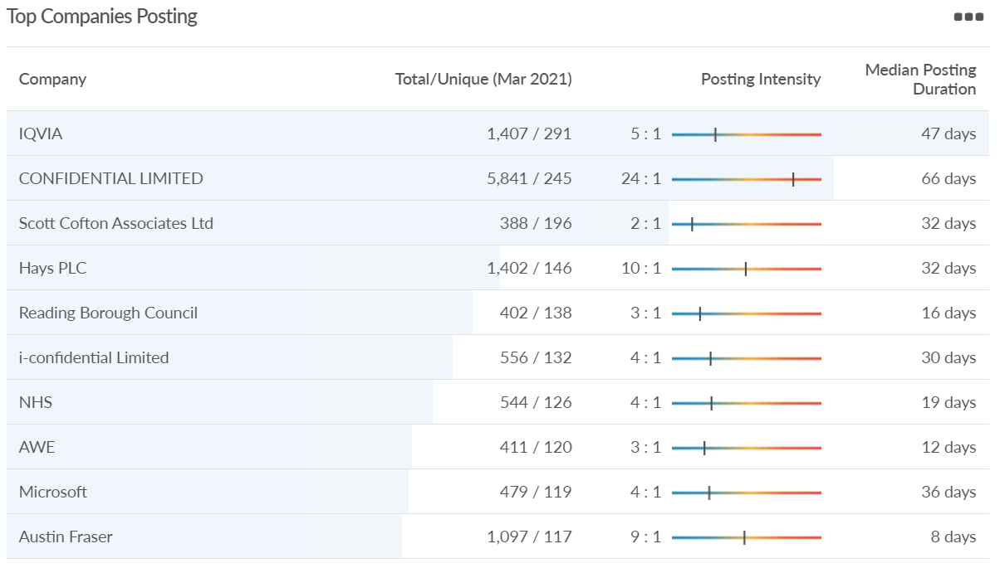 Top Companies Posting
Company Total/Unique (Mar 2021) Posting Intensity Median Posting Duration
IQVIA 1,407 / 291 5 : 1 47 days
CONFIDENTIAL LIMITED 5,841 / 245 24 : 1 66 days
Scott Cofton Associates Ltd 388 / 196 2 : 1 32 days
Hays PLC 1,402 / 146 10 : 1 32 days
Reading Borough Council 402 / 138 3 : 1 16 days
i-confidential Limited 556 / 132 4 : 1 30 days
NHS 544 / 126 4 : 1 19 days
AWE 411 / 120 3 : 1 12 days
Microsoft 479 / 119 4 : 1 36 days
Austin Fraser 1,097 / 117 9 : 1 8 days